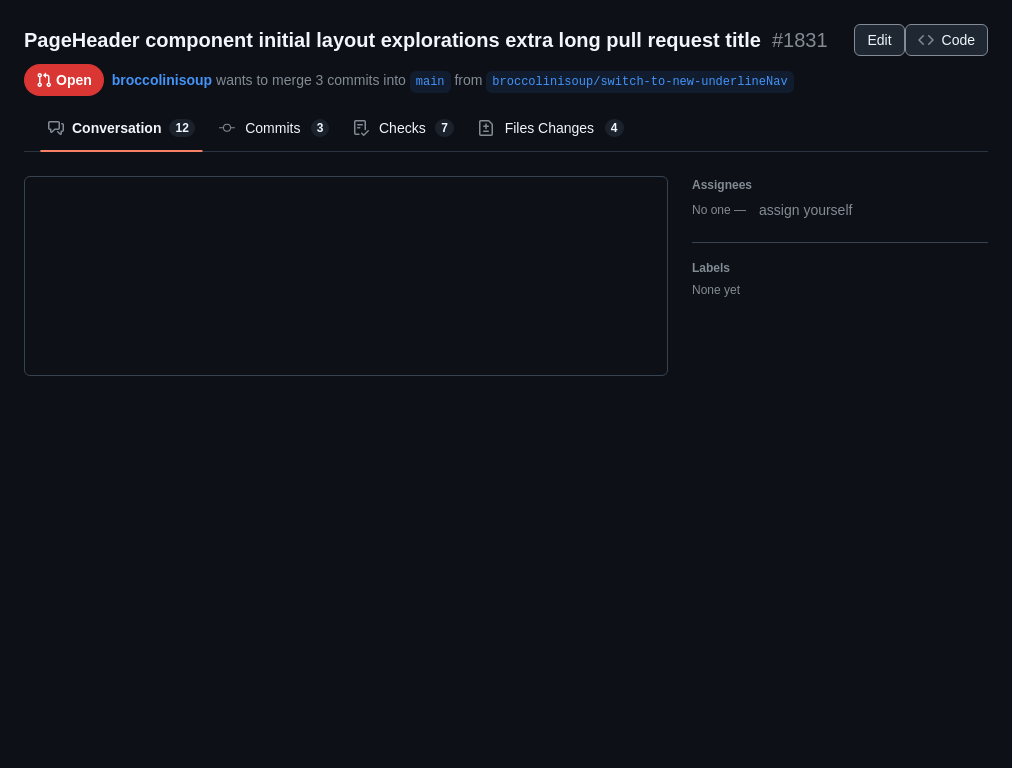 PageHeader component initial layout explorations extra long pull request title #1831
Edit
Code
Open
broccolinisoup wants to merge 3 commits into main from broccolinisoup/switch-to-new-underlineNav
Conversation 12
Commits 3
Checks 7
Files Changes 4
Assignees
No one — assign yourself
Labels
None yet